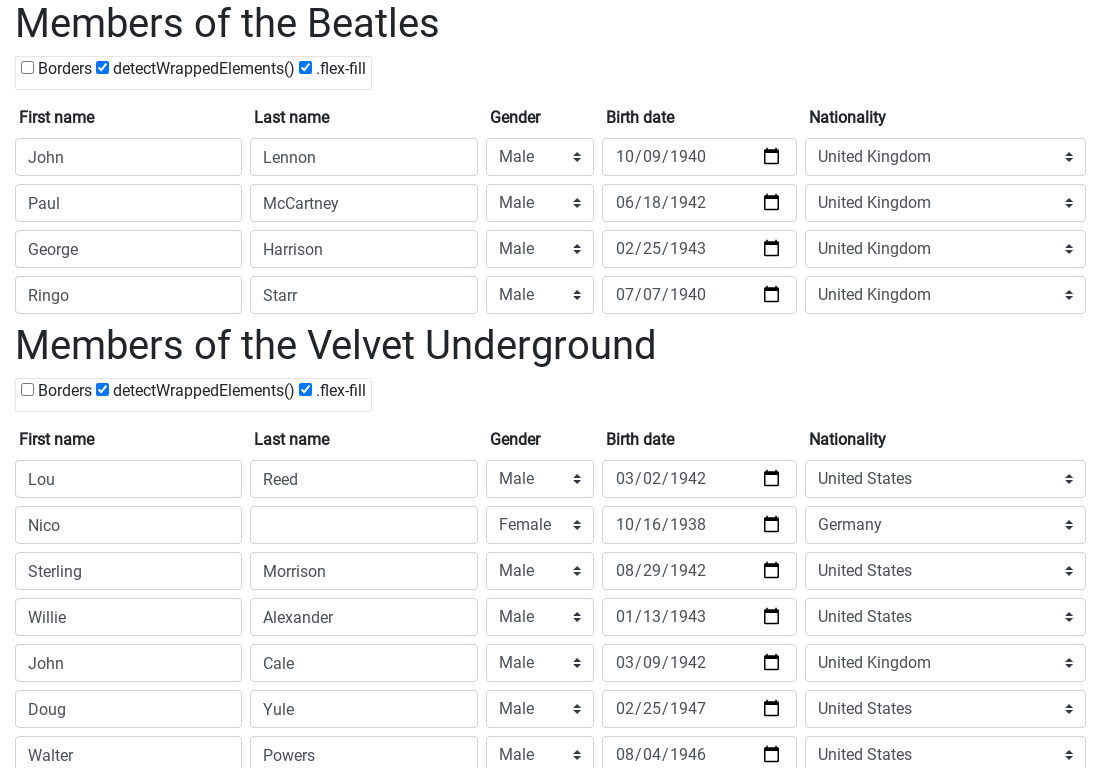 Members of the Beatles
Borders detectWrappedElements() .flex-fill
First name Last name Gender Birth date Nationality
John Lennon Male 10/09/1940 United Kingdom
Paul McCartney Male 06/18/1942 United Kingdom
George Harrison Male 02/25/1943 United Kingdom
Ringo Starr Male 07/07/1940 United Kingdom
Members of the Velvet Underground
Borders detectWrappedElements() .flex-fill
First name Last name Gender Birth date Nationality
Lou Reed Male 03/02/1942 United States
Nico Female 10/16/1938 Germany
Sterling Morrison Male 08/29/1942 United States
Willie Alexander Male 01/13/1943 United States
John Cale Male 03/09/1942 United Kingdom
Doug Yule Male 02/25/1947 United States
Walter Powers Male 08/04/1946 United States